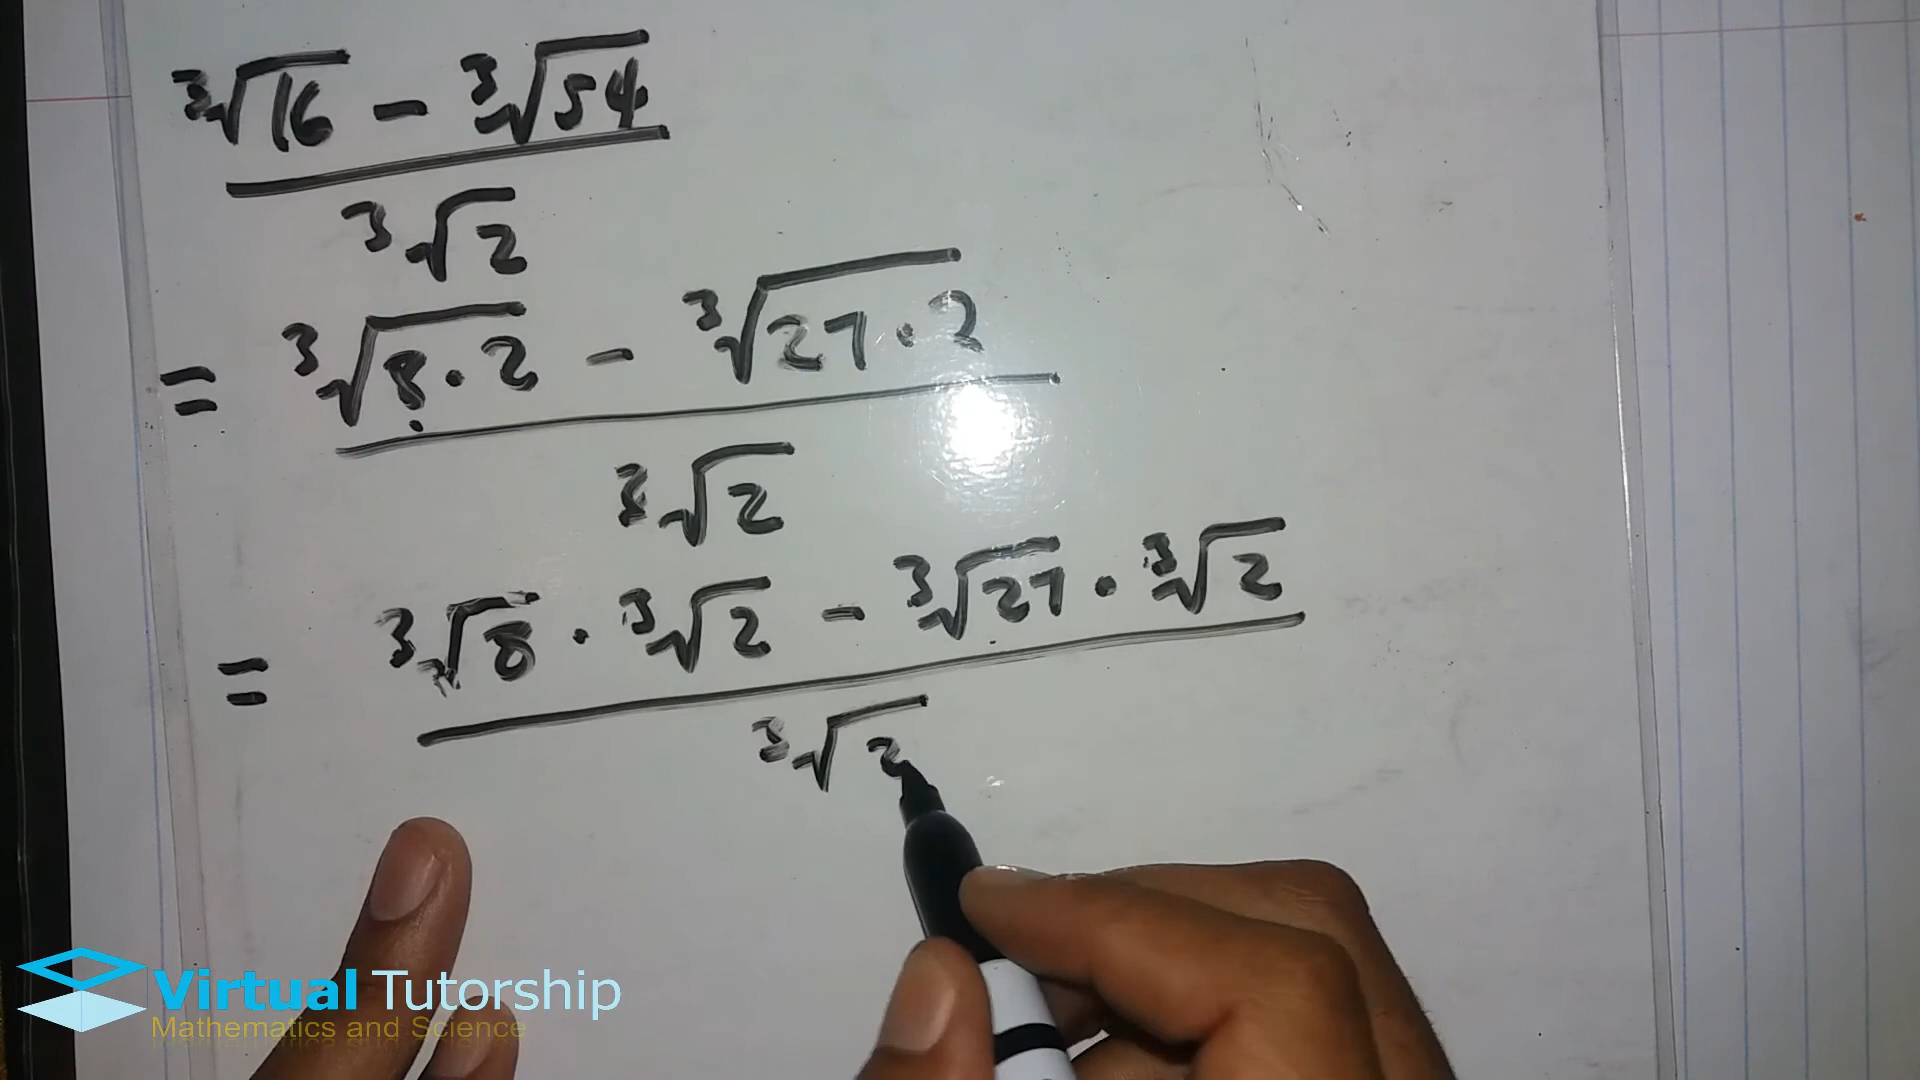 ∛16 - ∛54
∛2
= ∛8·2 - ∛27·2
∛2
= ∛8 · ∛2 - ∛27 · ∛2
∛2
Virtual Tutorship
Mathematics and Science